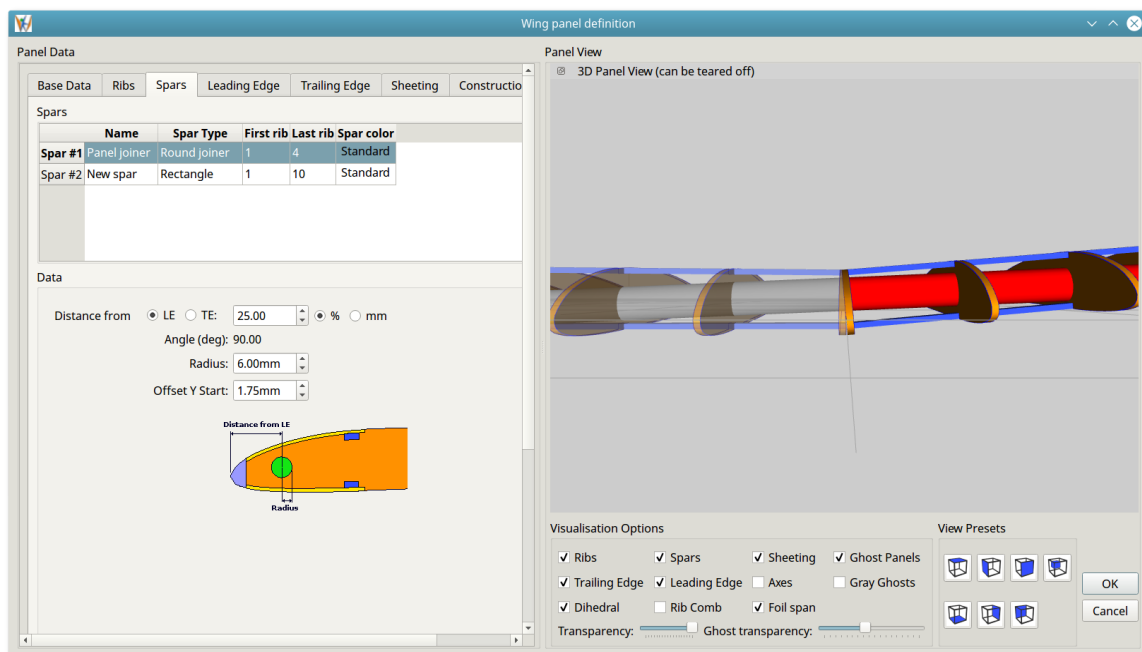 Wing panel definition
Panel Data
Base Data Ribs Spars Leading Edge Trailing Edge Sheeting Constructio
Spars
Name Spar Type First rib Last rib Spar color
Spar #1 Panel joiner Round joiner 1 4 Standard
Spar #2 New spar Rectangle 1 10 Standard
Data
Distance from LE TE: 25.00 % mm
Angle (deg): 90.00
Radius: 6.00mm
Offset Y Start: 1.75mm
Distance from LE
Radius
Panel View
3D Panel View (can be teared off)
Visualisation Options
Ribs Spars Sheeting Ghost Panels
Trailing Edge Leading Edge Axes Gray Ghosts
Dihedral Rib Comb Foil span
Transparency: Ghost transparency:
View Presets
OK
Cancel